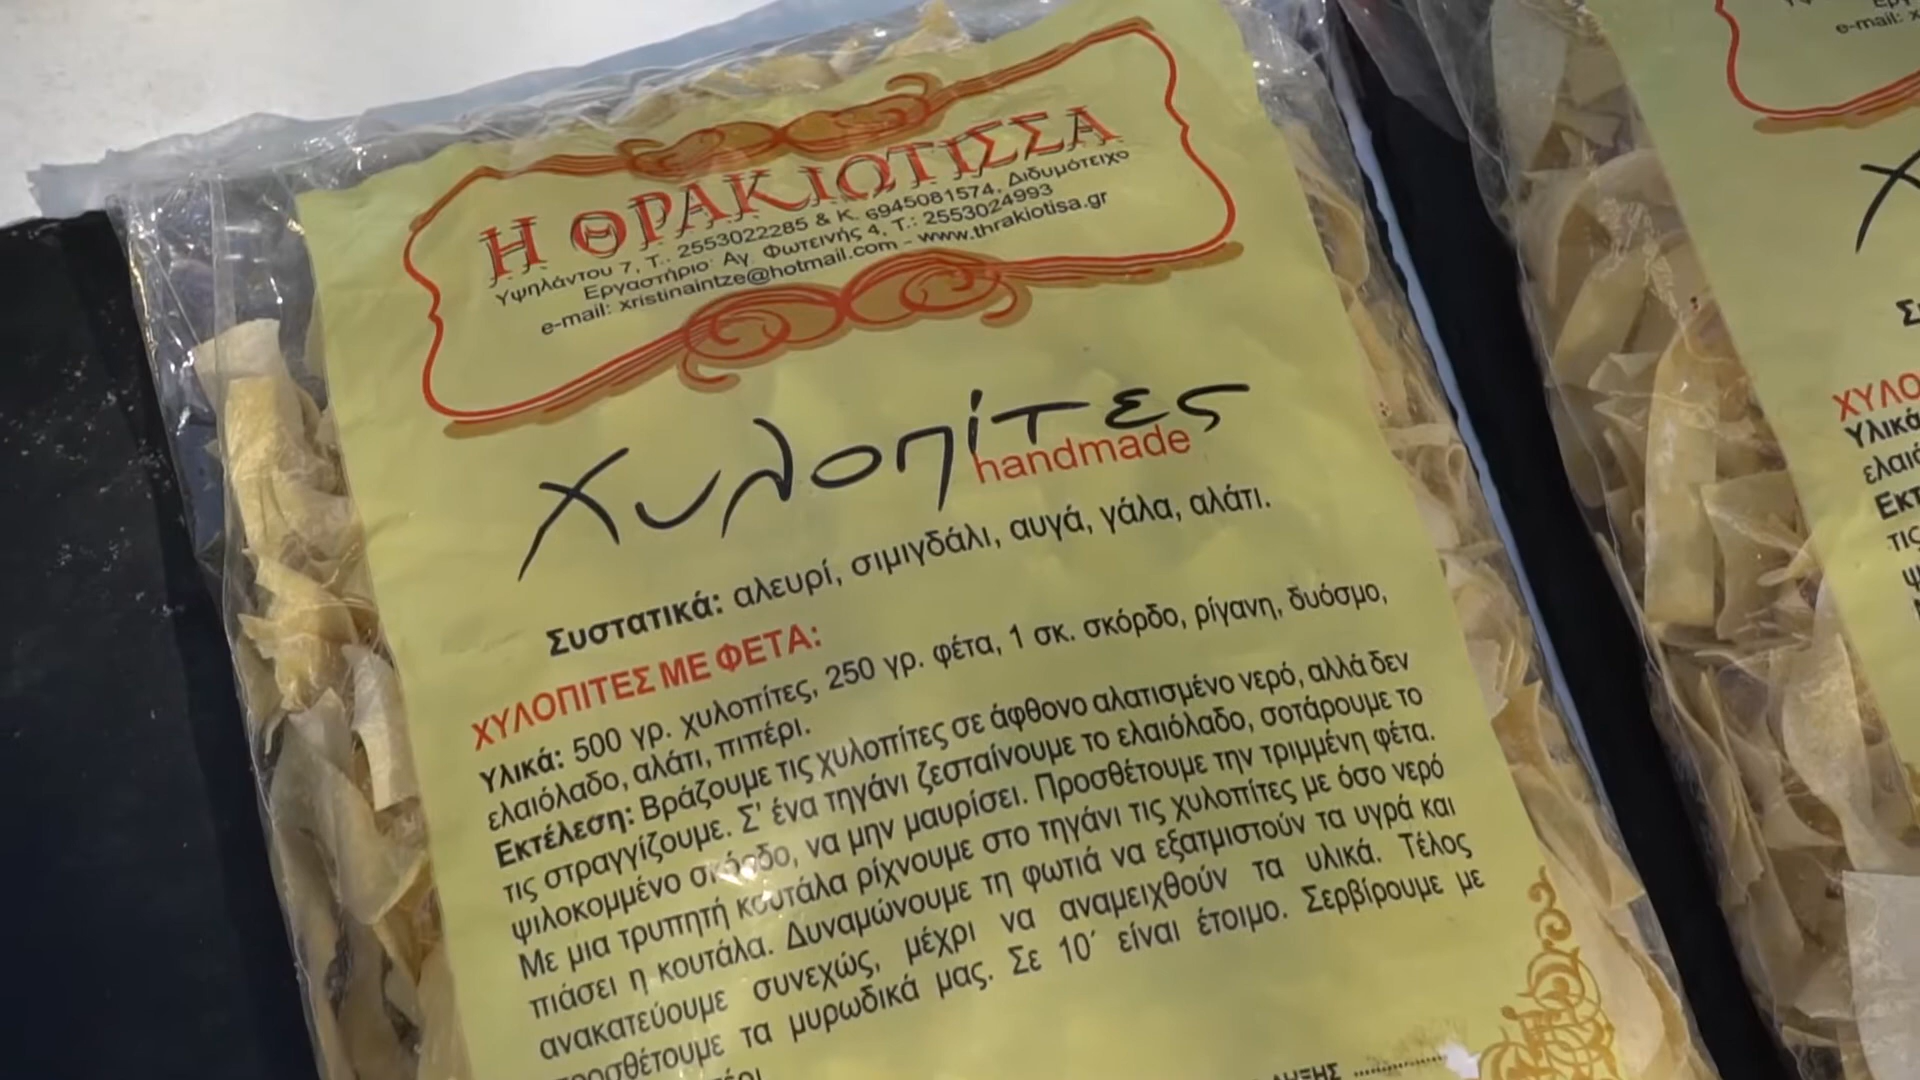 Η ΘΡΑΚΙΩΤΙΣΣΑ
Υψηλάντου 7, Τ.: 2553022285 & Κ. 6945081574, Διδυμότειχο
Εργαστήριο: Αγ. Φωτεινής 4, Τ.: 2553024993
e-mail: xristinaintze@hotmail.com - www.thrakiotisa.gr
Χυλοπίτες
handmade
Συστατικά: αλευρί, σιμιγδάλι, αυγά, γάλα, αλάτι.
ΧΥΛΟΠΙΤΕΣ ΜΕ ΦΕΤΑ:
Υλικά: 500 γρ. χυλοπίτες, 250 γρ. φέτα, 1 σκ. σκόρδο, ρίγανη, δυόσμο,
ελαιόλαδο, αλάτι, πιπέρι.
Εκτέλεση: Βράζουμε τις χυλοπίτες σε άφθονο αλατισμένο νερό, αλλά δεν
τις στραγγίζουμε. Σ' ένα τηγάνι ζεσταίνουμε το ελαιόλαδο, σοτάρουμε το
ψιλοκομμένο σκόρδο, να μην μαυρίσει. Προσθέτουμε την τριμμένη φέτα.
Με μια τρυπητή κουτάλα ρίχνουμε στο τηγάνι τις χυλοπίτες με όσο νερό
πιάσει η κουτάλα. Δυναμώνουμε τη φωτιά να εξατμιστούν τα υγρά και
ανακατεύουμε συνεχώς, μέχρι να αναμειχθούν τα υλικά. Τέλος
προσθέτουμε τα μυρωδικά μας. Σε 10΄ είναι έτοιμο. Σερβίρουμε με
e-mail: x
ΧΥΛΟ
Υλικά
ελαιό
Εκτ
τις